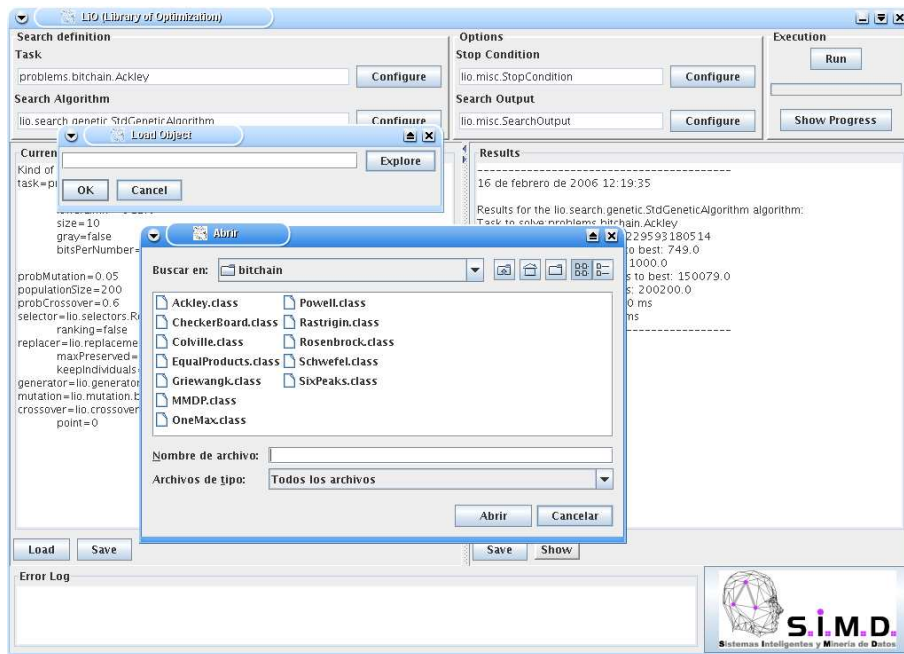 LiO (Library of Optimization)
Search definition
Task
problems.bitchain.Ackley
Configure
Search Algorithm
lio.search.genetic.StdGeneticAlgorithm
Configure
Options
Stop Condition
lio.misc.StopCondition
Configure
Search Output
lio.misc.SearchOutput
Configure
Execution
Run
Show Progress
Load Object
Explore
OK
Cancel
Curren
Kind of
task=pr
size=10
gray=false
bitsPerNumber=
probMutation=0.05
populationSize=200
probCrossover=0.6
selector=lio.selectors.R
ranking=false
replacer=lio.replaceme
maxPreserved=
keepIndividuals
generator=lio.generator
mutation=lio.mutation.b
crossover=lio.crossover
point=0
Load
Save
Results
----------------------------------------
16 de febrero de 2006 12:19:35
Results for the lio.search.genetic.StdGeneticAlgorithm algorithm:
Task to solve:problems.bitchain.Ackley
229593180514
to best: 749.0
1000.0
s to best: 150079.0
s: 200200.0
0 ms
ms
Save
Show
Abrir
Buscar en:
bitchain
Ackley.class
CheckerBoard.class
Colville.class
EqualProducts.class
Griewangk.class
MMDP.class
OneMax.class
Powell.class
Rastrigin.class
Rosenbrock.class
Schwefel.class
SixPeaks.class
Nombre de archivo:
Archivos de tipo:
Todos los archivos
Abrir
Cancelar
Error Log
S.i.M.D.
Sistemas Inteligentes y Minería de Datos